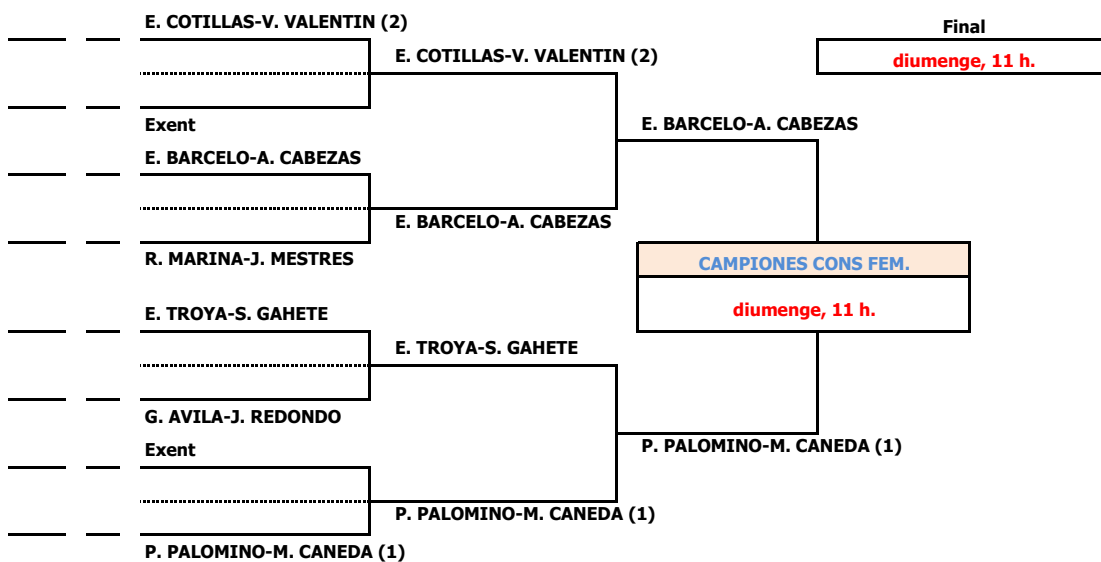 E. COTILLAS-V. VALENTIN (2)
Final
E. COTILLAS-V. VALENTIN (2)
diumenge, 11 h.
Exent
E. BARCELO-A. CABEZAS
E. BARCELO-A. CABEZAS
E. BARCELO-A. CABEZAS
R. MARINA-J. MESTRES
CAMPIONES CONS FEM.
diumenge, 11 h.
E. TROYA-S. GAHETE
E. TROYA-S. GAHETE
G. AVILA-J. REDONDO
Exent
P. PALOMINO-M. CANEDA (1)
P. PALOMINO-M. CANEDA (1)
P. PALOMINO-M. CANEDA (1)